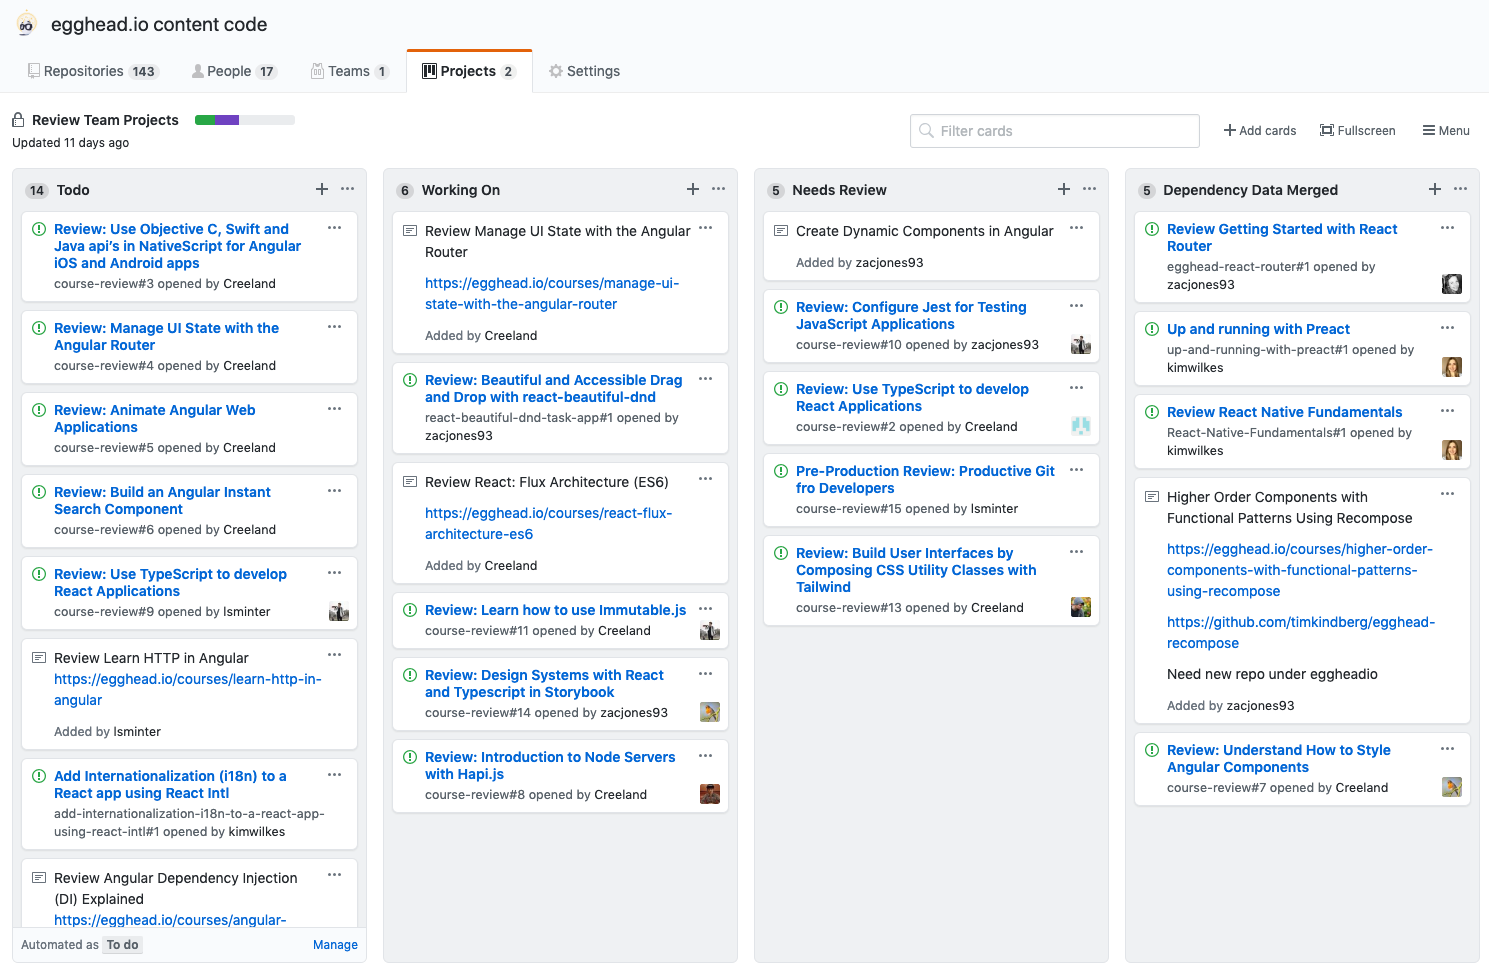 egghead.io content code
Repositories 143
People 17
Teams 1
Projects 2
Settings
Review Team Projects
Updated 11 days ago
Filter cards
Add cards
Fullscreen
Menu
14 Todo
Review: Use Objective C, Swift and
Java api’s in NativeScript for Angular
iOS and Android apps
course-review#3 opened by Creeland
Review: Manage UI State with the
Angular Router
course-review#4 opened by Creeland
Review: Animate Angular Web
Applications
course-review#5 opened by Creeland
Review: Build an Angular Instant
Search Component
course-review#6 opened by Creeland
Review: Use TypeScript to develop
React Applications
course-review#9 opened by lsminter
Review Learn HTTP in Angular
https://egghead.io/courses/learn-http-in-
angular
Added by lsminter
Add Internationalization (i18n) to a
React app using React Intl
add-internationalization-i18n-to-a-react-app-
using-react-intl#1 opened by kimwilkes
Review Angular Dependency Injection
(DI) Explained
https://egghead.io/courses/angular-
Automated as To do
Manage
6 Working On
Review Manage UI State with the Angular
Router
https://egghead.io/courses/manage-ui-
state-with-the-angular-router
Added by Creeland
Review: Beautiful and Accessible Drag
and Drop with react-beautiful-dnd
react-beautiful-dnd-task-app#1 opened by
zacjones93
Review React: Flux Architecture (ES6)
https://egghead.io/courses/react-flux-
architecture-es6
Added by Creeland
Review: Learn how to use Immutable.js
course-review#11 opened by Creeland
Review: Design Systems with React
and Typescript in Storybook
course-review#14 opened by zacjones93
Review: Introduction to Node Servers
with Hapi.js
course-review#8 opened by Creeland
5 Needs Review
Create Dynamic Components in Angular
Added by zacjones93
Review: Configure Jest for Testing
JavaScript Applications
course-review#10 opened by zacjones93
Review: Use TypeScript to develop
React Applications
course-review#2 opened by Creeland
Pre-Production Review: Productive Git
fro Developers
course-review#15 opened by lsminter
Review: Build User Interfaces by
Composing CSS Utility Classes with
Tailwind
course-review#13 opened by Creeland
5 Dependency Data Merged
Review Getting Started with React
Router
egghead-react-router#1 opened by
zacjones93
Up and running with Preact
up-and-running-with-preact#1 opened by
kimwilkes
Review React Native Fundamentals
React-Native-Fundamentals#1 opened by
kimwilkes
Higher Order Components with
Functional Patterns Using Recompose
https://egghead.io/courses/higher-order-
components-with-functional-patterns-
using-recompose
https://github.com/timkindberg/egghead-
recompose
Need new repo under eggheadio
Added by zacjones93
Review: Understand How to Style
Angular Components
course-review#7 opened by Creeland